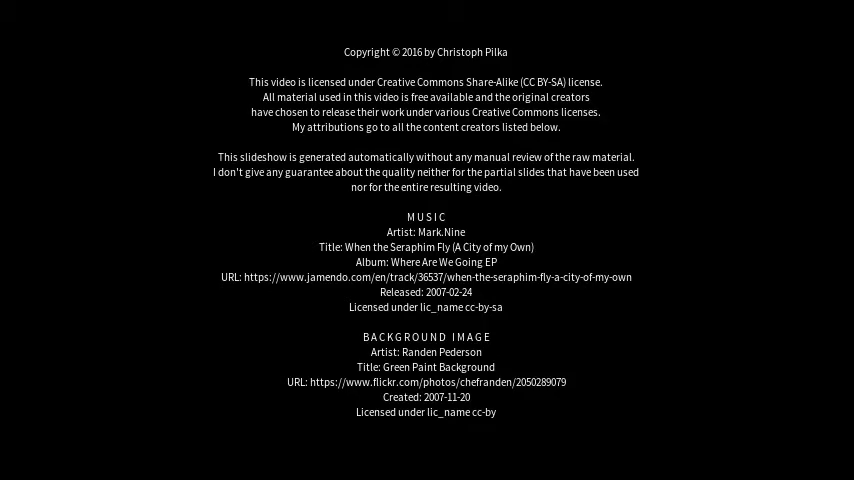 Copyright © 2016 by Christoph Pilka
This video is licensed under Creative Commons Share-Alike (CC BY-SA) license.
All material used in this video is free available and the original creators
have chosen to release their work under various Creative Commons licenses.
My attributions go to all the content creators listed below.
This slideshow is generated automatically without any manual review of the raw material.
I don't give any guarantee about the quality neither for the partial slides that have been used
nor for the entire resulting video.
M U S I C
Artist: Mark.Nine
Title: When the Seraphim Fly (A City of my Own)
Album: Where Are We Going EP
URL: https://www.jamendo.com/en/track/36537/when-the-seraphim-fly-a-city-of-my-own
Released: 2007-02-24
Licensed under lic_name cc-by-sa
B A C K G R O U N D   I M A G E
Artist: Randen Pederson
Title: Green Paint Background
URL: https://www.flickr.com/photos/chefranden/2050289079
Created: 2007-11-20
Licensed under lic_name cc-by